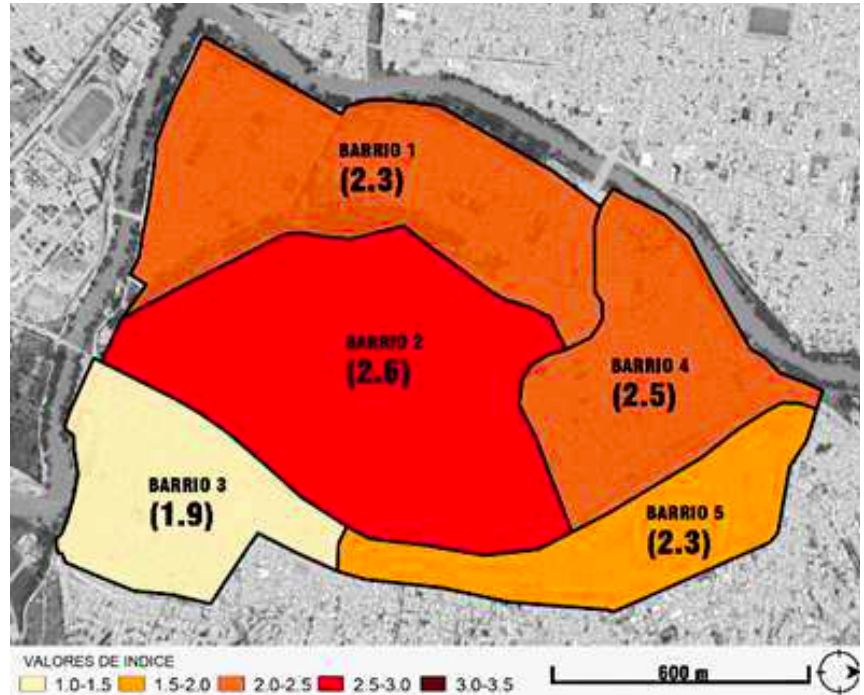 BARRIO 1
(2.3)
BARRIO 2
(2.6)
BARRIO 4
(2.5)
BARRIO 3
(1.9)
BARRIO 5
(2.3)
VALORES DE INDICE
1.0-1.5 1.5-2.0 2.0-2.5 2.5-3.0 3.0-3.5
600 m